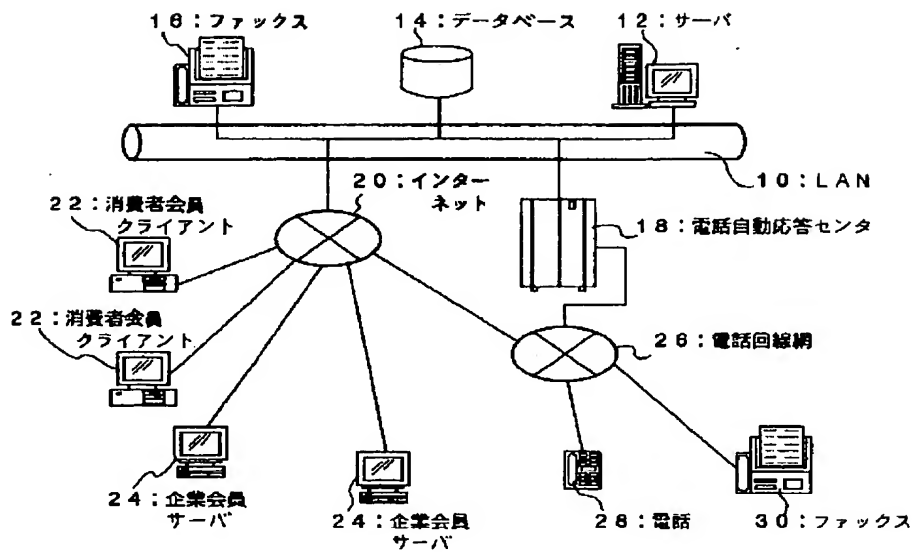 16:ファックス
14:データベース
12:サーバ
10:LAN
20:インター
ネット
22:消費者会員
クライアント
18:電話自動応答センタ
22:消費者会員
クライアント
26:電話回線網
24:企業会員
サーバ
24:企業会員
サーバ
28:電話
30:ファックス